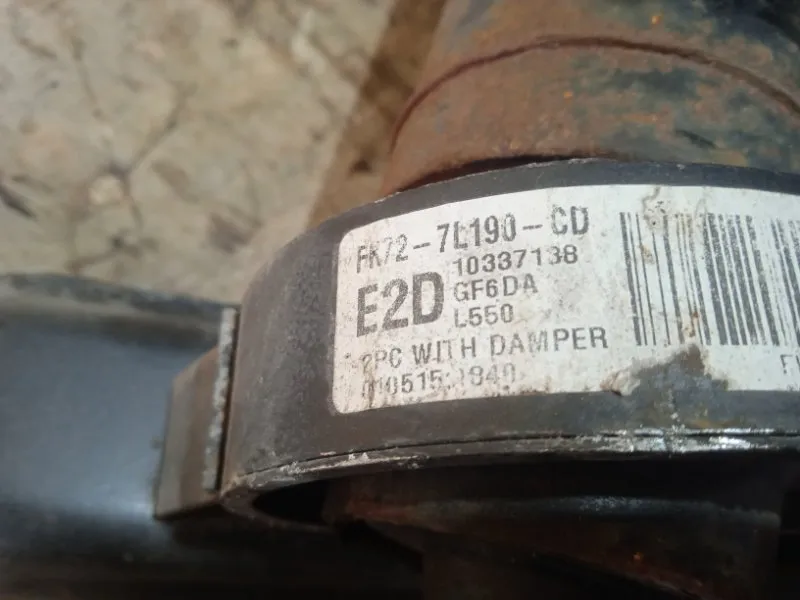 FK72-7L190-CD
E2D
10337138
GF6DA
L550
2PC WITH DAMPER